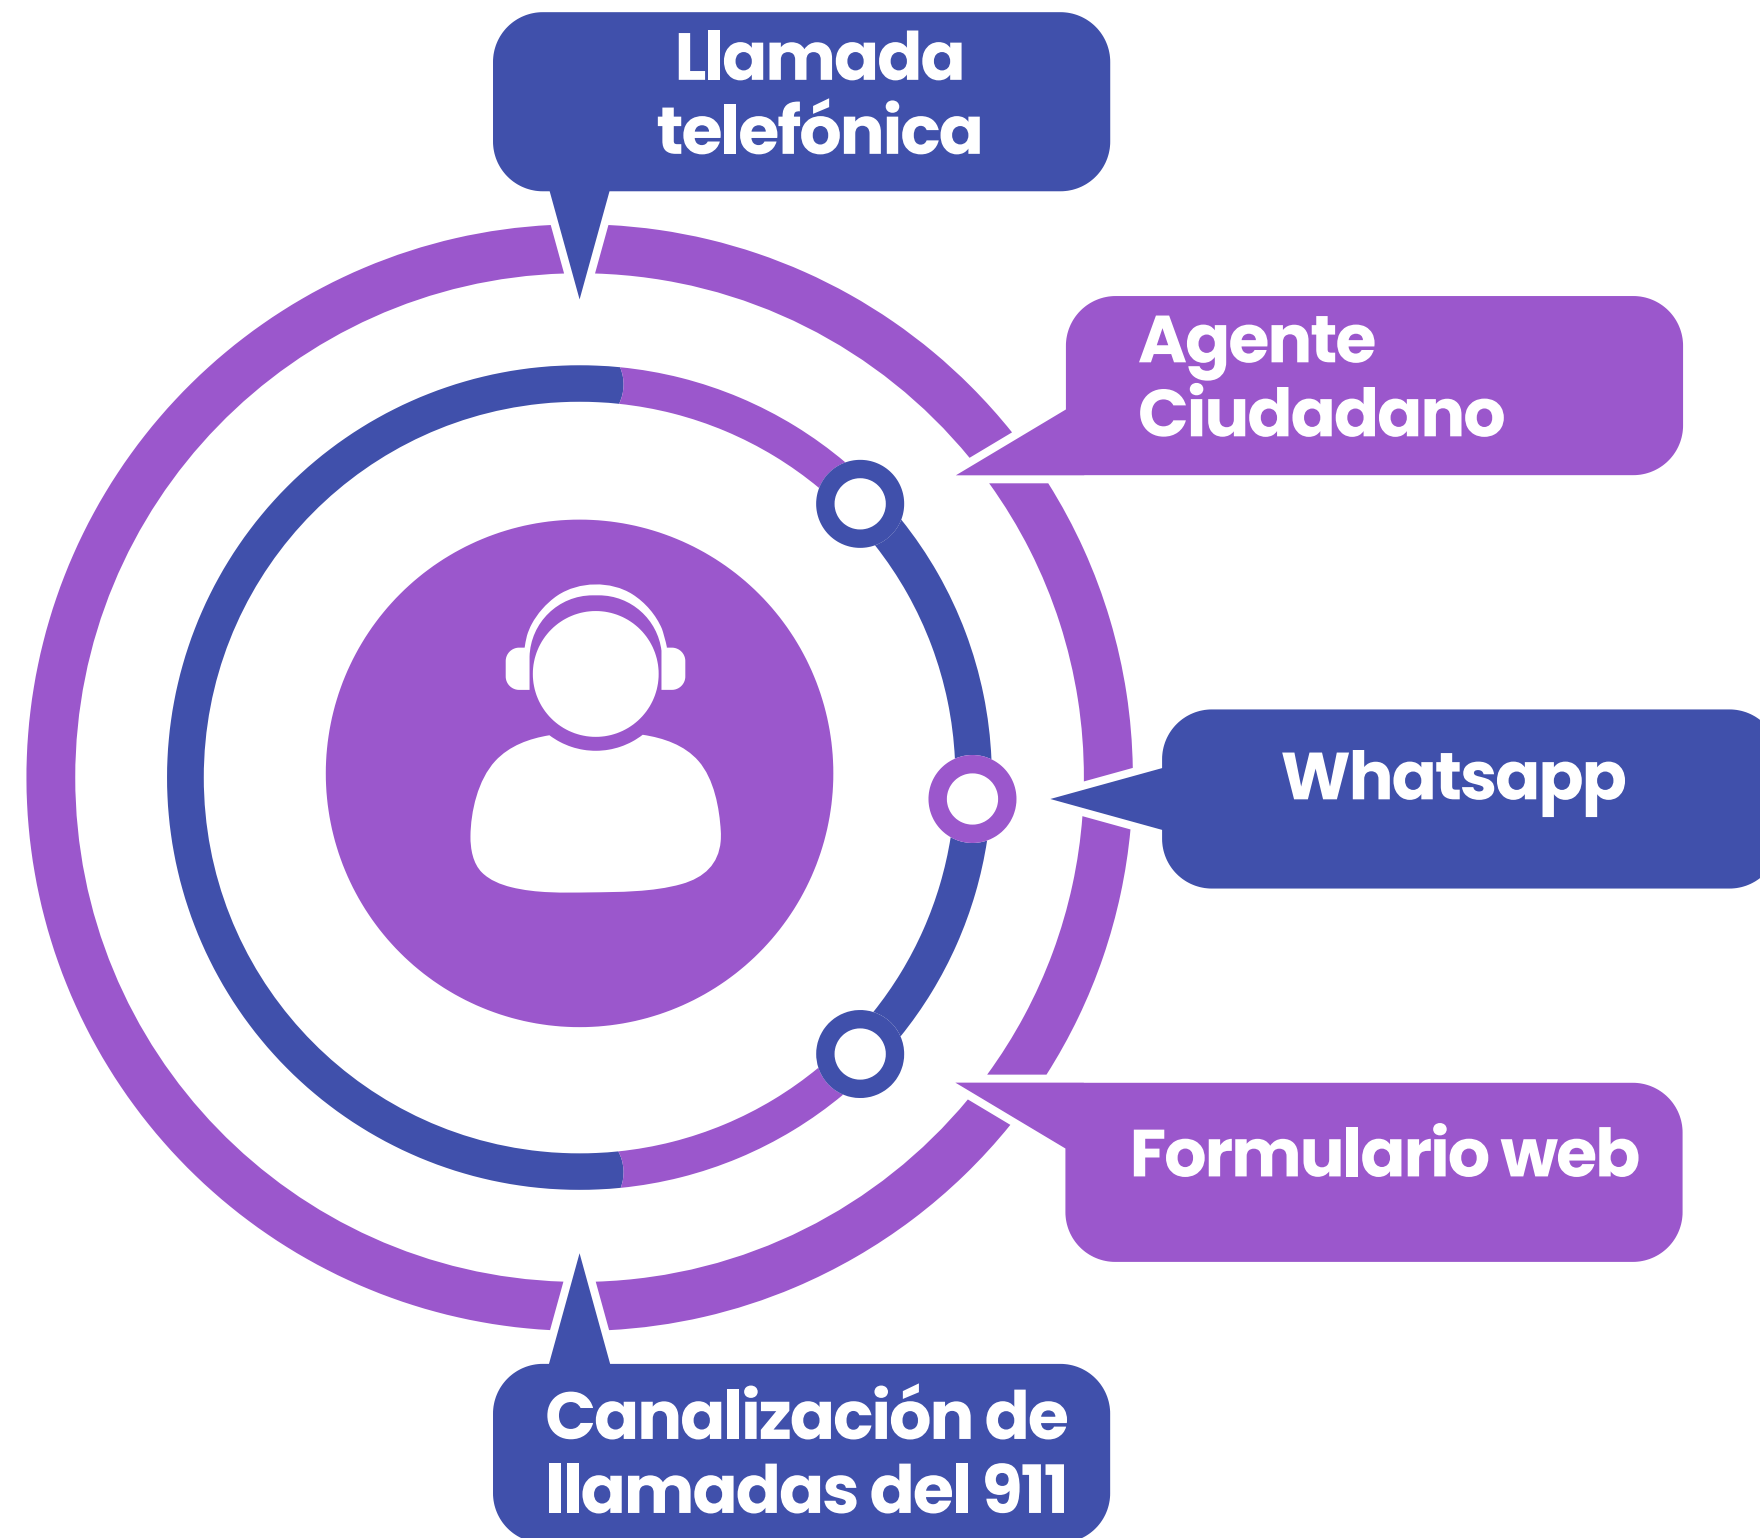 Llamada
telefónica
Agente
Ciudadano
Whatsapp
Formulario web
Canalización de
llamadas del 911